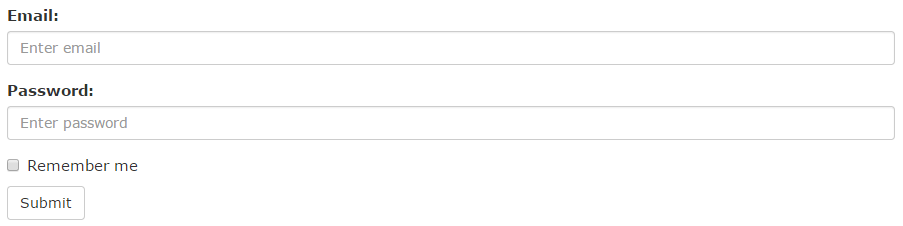 Email:
Enter email
Password:
Enter password
Remember me
Submit